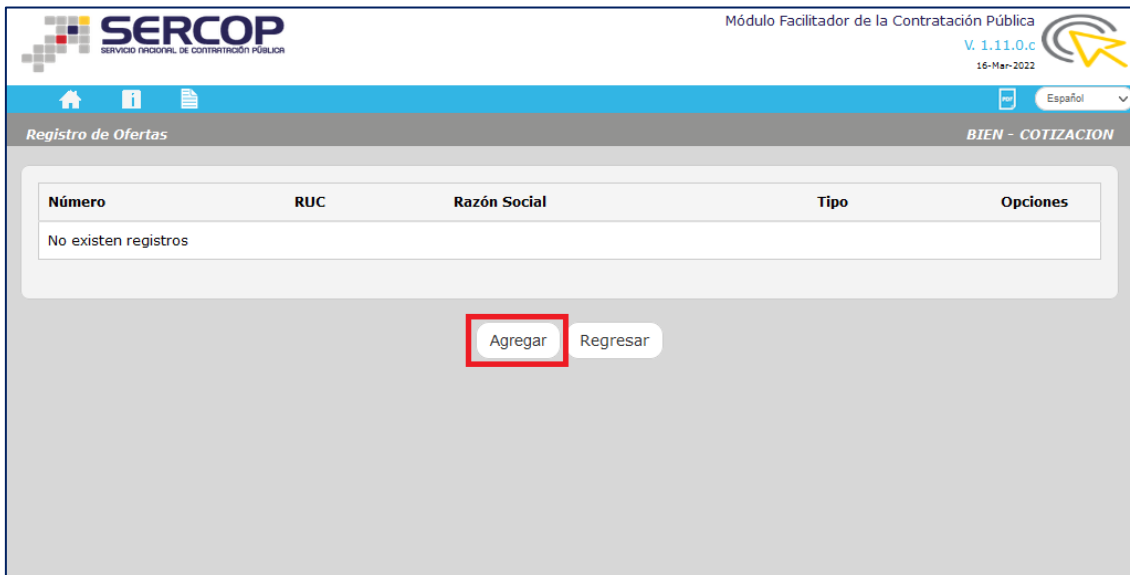 SERCOP
SERVICIO NACIONAL DE CONTRATACIÓN PÚBLICA
Módulo Facilitador de la Contratación Pública
V. 1.11.0.c
16-Mar-2022
PDF
Español
Registro de Ofertas
BIEN - COTIZACION
Número RUC Razón Social Tipo Opciones
No existen registros
Agregar Regresar